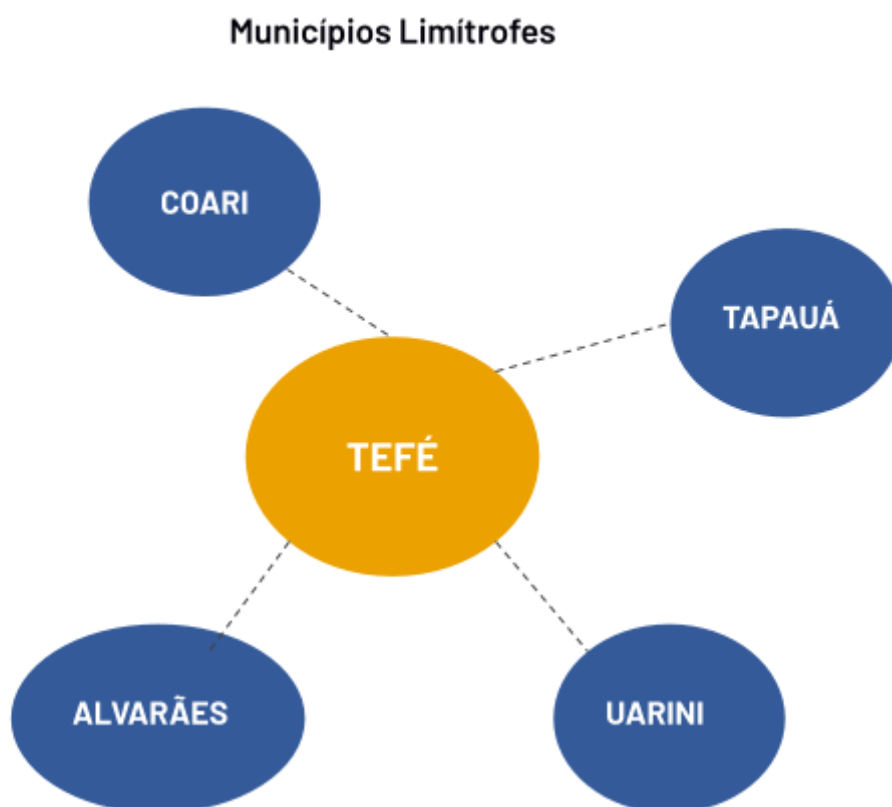 Municípios Limítrofes
COARI
TAPAUÁ
TEFÉ
ALVARÃES
UARINI